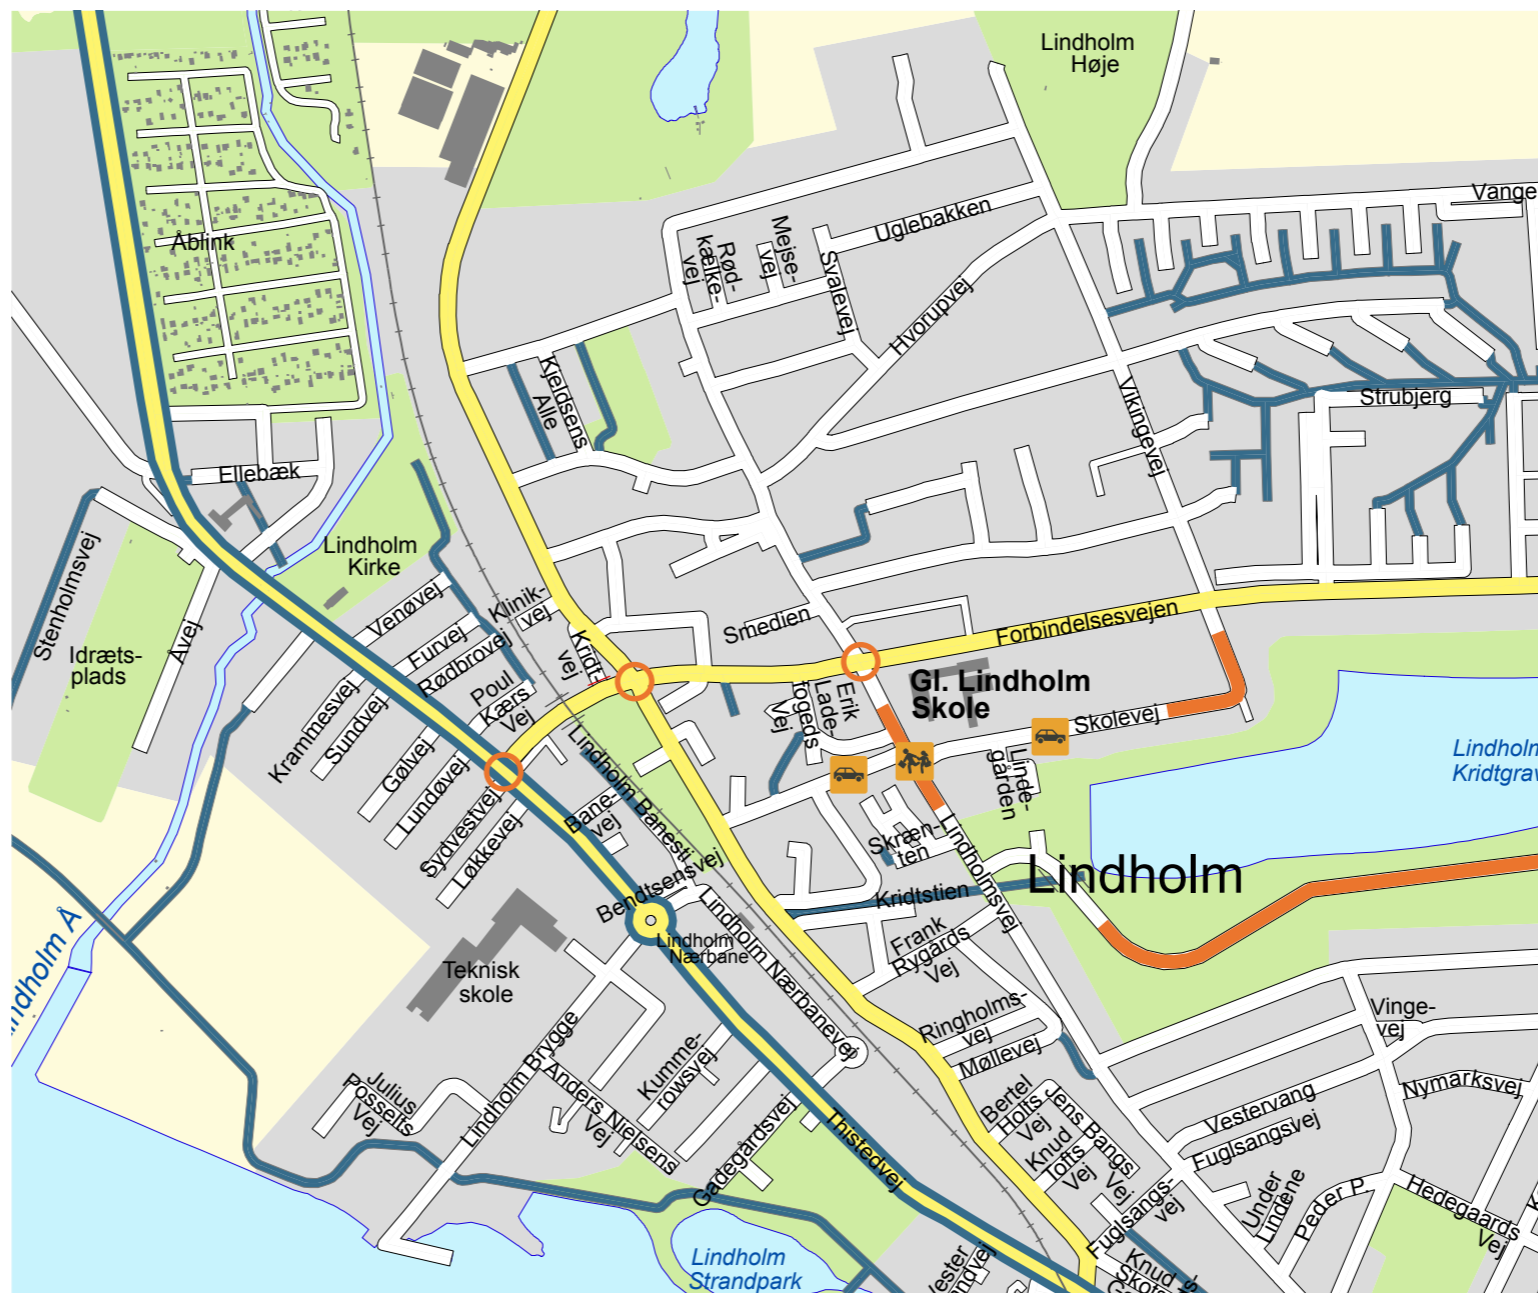 Lindholm
Høje
Vange
Åblink
Uglebakken
Mejse-
vej
Rød-
kælke-
vej
Svalevej
Hvorupvej
Kjeldsens
Alle
Vikingevej
Strubjerg
Ellebæk
Lindholm
Kirke
Stenholmsvej
Idræts-
plads
Åvej
Venøvej
Furvej
Rødbrovej
Klinik-
vej
Kridt-
vej
Smedien
Forbindelsesvejen
Poul
Kærs
Vej
Krammesvej
Sundvej
Gølvej
Lundøvej
Sydvestvej
Løkkevej
Bane-
vej
Lindholm Banesti
Erik
Lade-
fogeds
Vej
Gl. Lindholm
Skole
Skolevej
Linde-
gården
Lindholm
Kridtgrav
Skræn-
ten
Lindholmsvej
Lindholm
Kridtstien
Bendtsensvej
Lindholm
Nærbane
Lindholm Nærbanevej
Frank
Rygårds
Vej
Teknisk
skole
Lindholm Å
Ringholms-
vej
Møllevej
Vinge-
vej
Nymarksvej
Lindholm Brygge
Kumme-
rowsvej
Anders Nielsens
Vej
Julius
Posselts
Vej
Gadegårdsvej
Thistedvej
Bertel
Holts
Vej
Jens Bangs
Vej
Knud
Tofts
Vej
Vestervang
Fuglsangsvej
Fuglsangs-
vej
Under
Lindene
Peder P.
Hedegaards
Vej
Knud
Lindholm
Strandpark